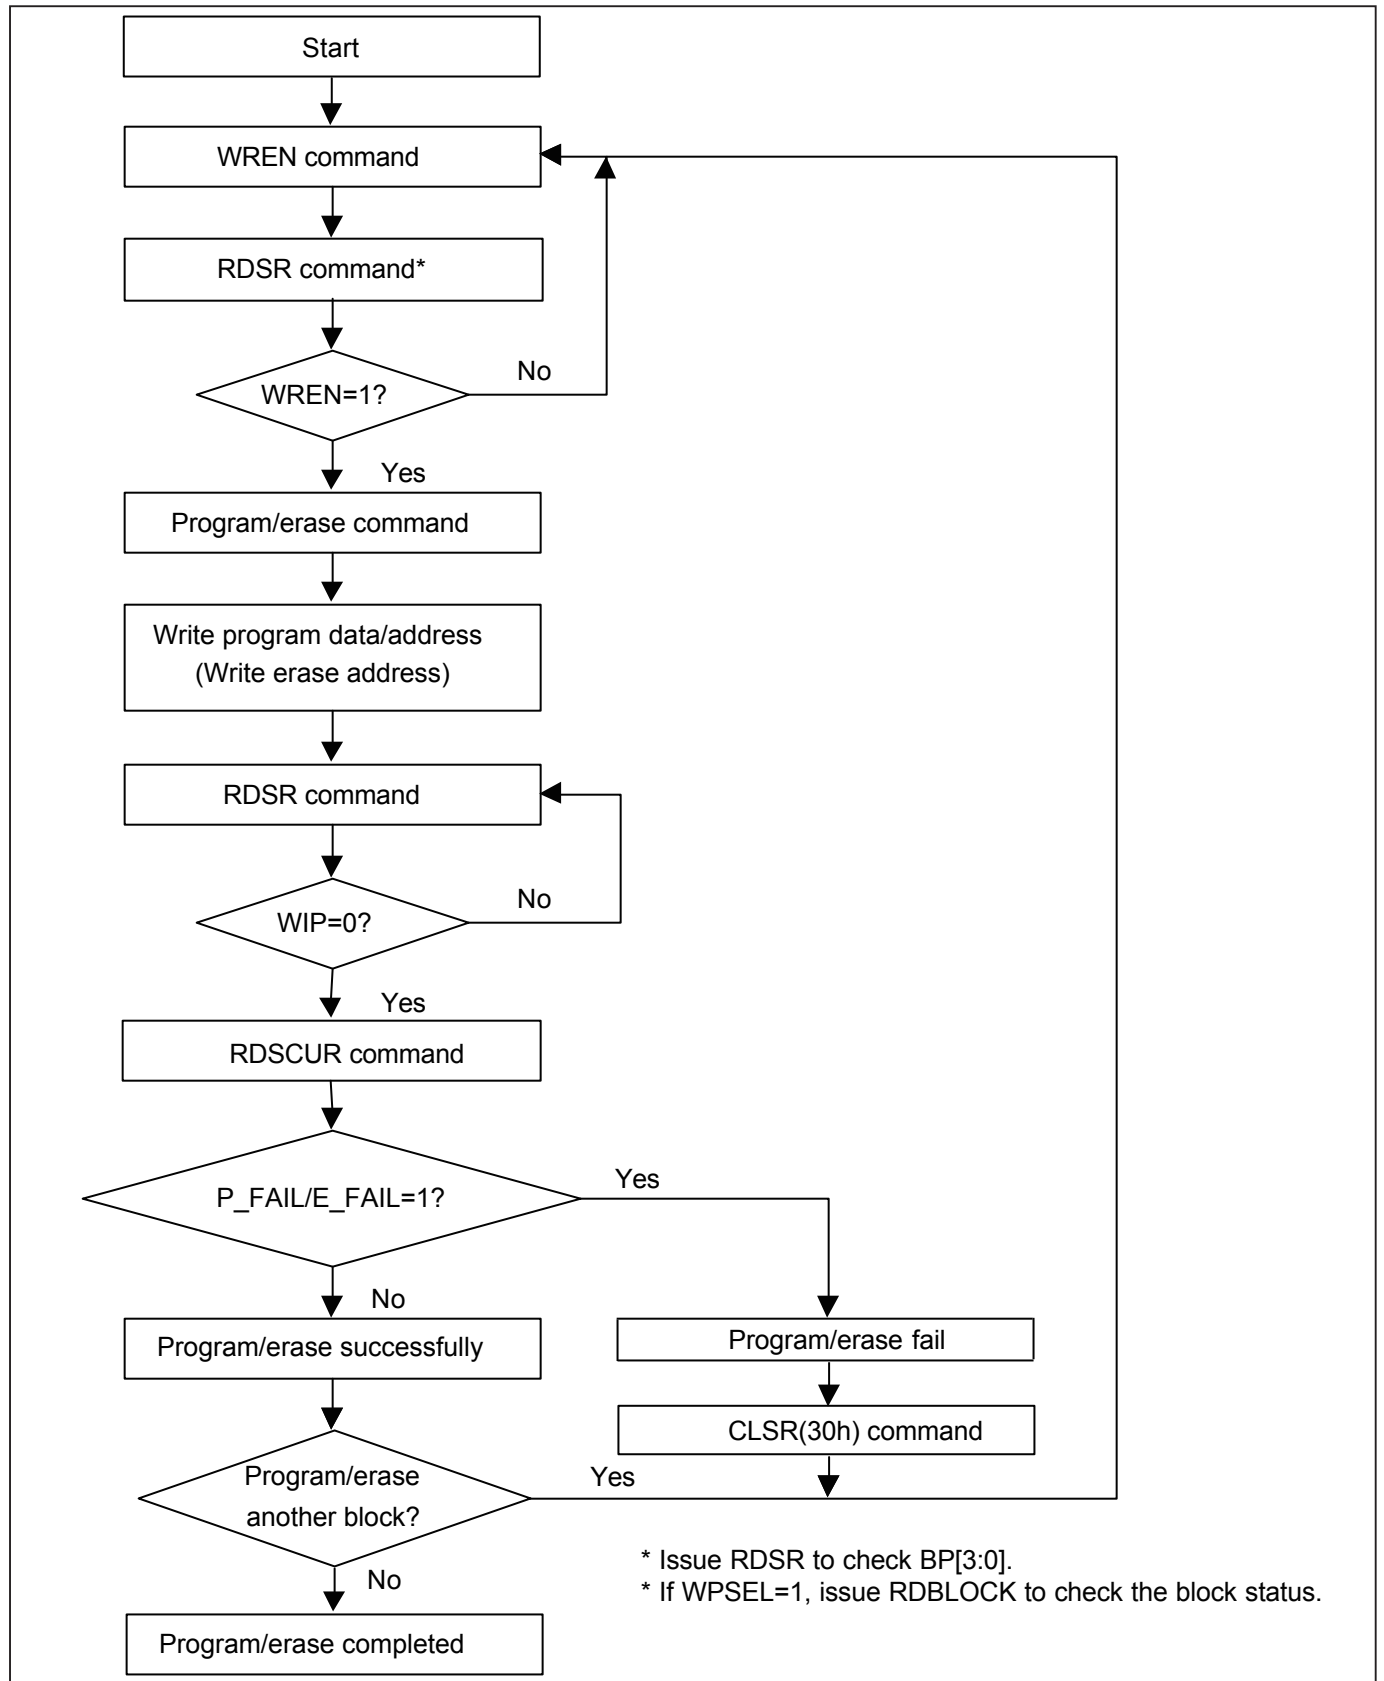 Start
WREN command
RDSR command*
WREN=1?
No
Yes
Program/erase command
Write program data/address
(Write erase address)
RDSR command
WIP=0?
No
Yes
RDSCUR command
P_FAIL/E_FAIL=1?
Yes
No
Program/erase successfully
Program/erase fail
CLSR(30h) command
Program/erase
another block?
Yes
No
* Issue RDSR to check BP[3:0].
* If WPSEL=1, issue RDBLOCK to check the block status.
Program/erase completed